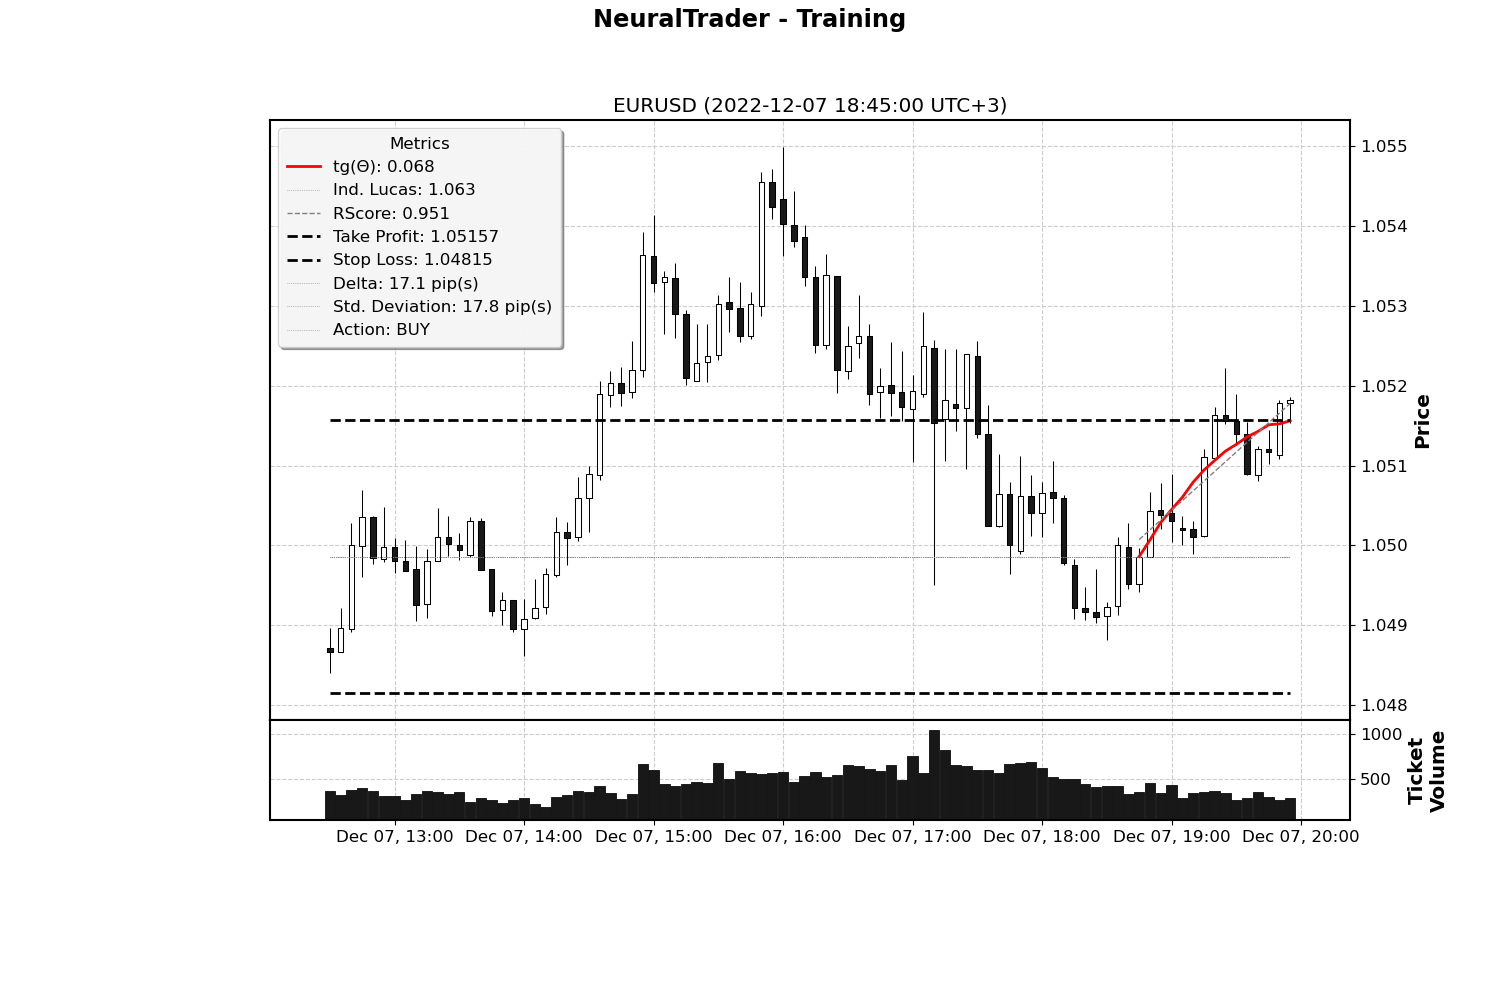 NeuralTrader - Training
EURUSD (2022-12-07 18:45:00 UTC+3)
Metrics
tg(Θ): 0.068
Ind. Lucas: 1.063
RScore: 0.951
Take Profit: 1.05157
Stop Loss: 1.04815
Delta: 17.1 pip(s)
Std. Deviation: 17.8 pip(s)
Action: BUY
1.055
1.054
1.053
1.052
1.051
1.050
1.049
1.048
Price
1000
500
Ticket
Volume
Dec 07, 13:00 Dec 07, 14:00 Dec 07, 15:00 Dec 07, 16:00 Dec 07, 17:00 Dec 07, 18:00 Dec 07, 19:00 Dec 07, 20:00